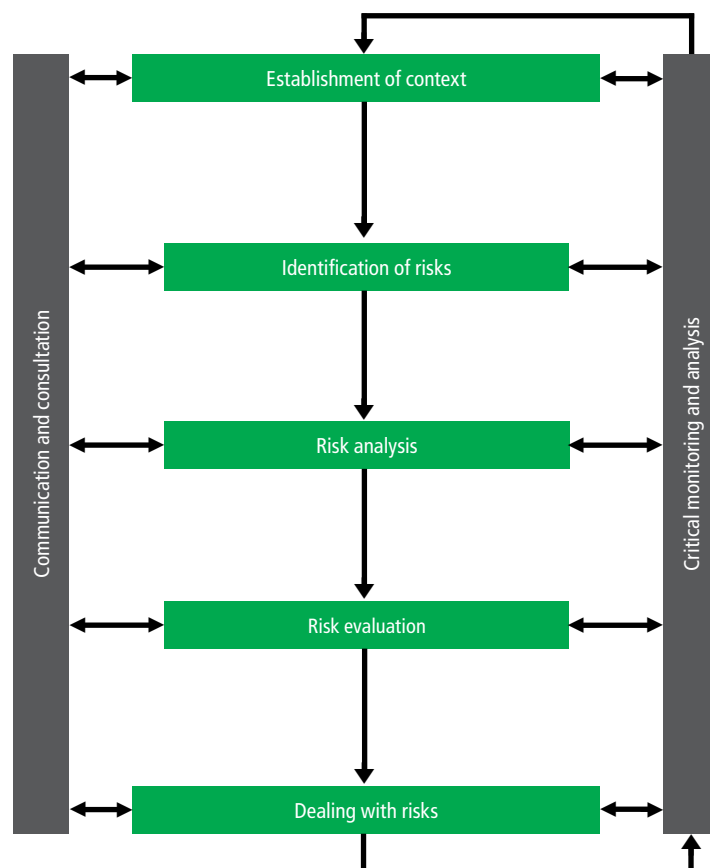 Establishment of context
Identification of risks
Risk analysis
Risk evaluation
Dealing with risks
Communication and consultation
Critical monitoring and analysis